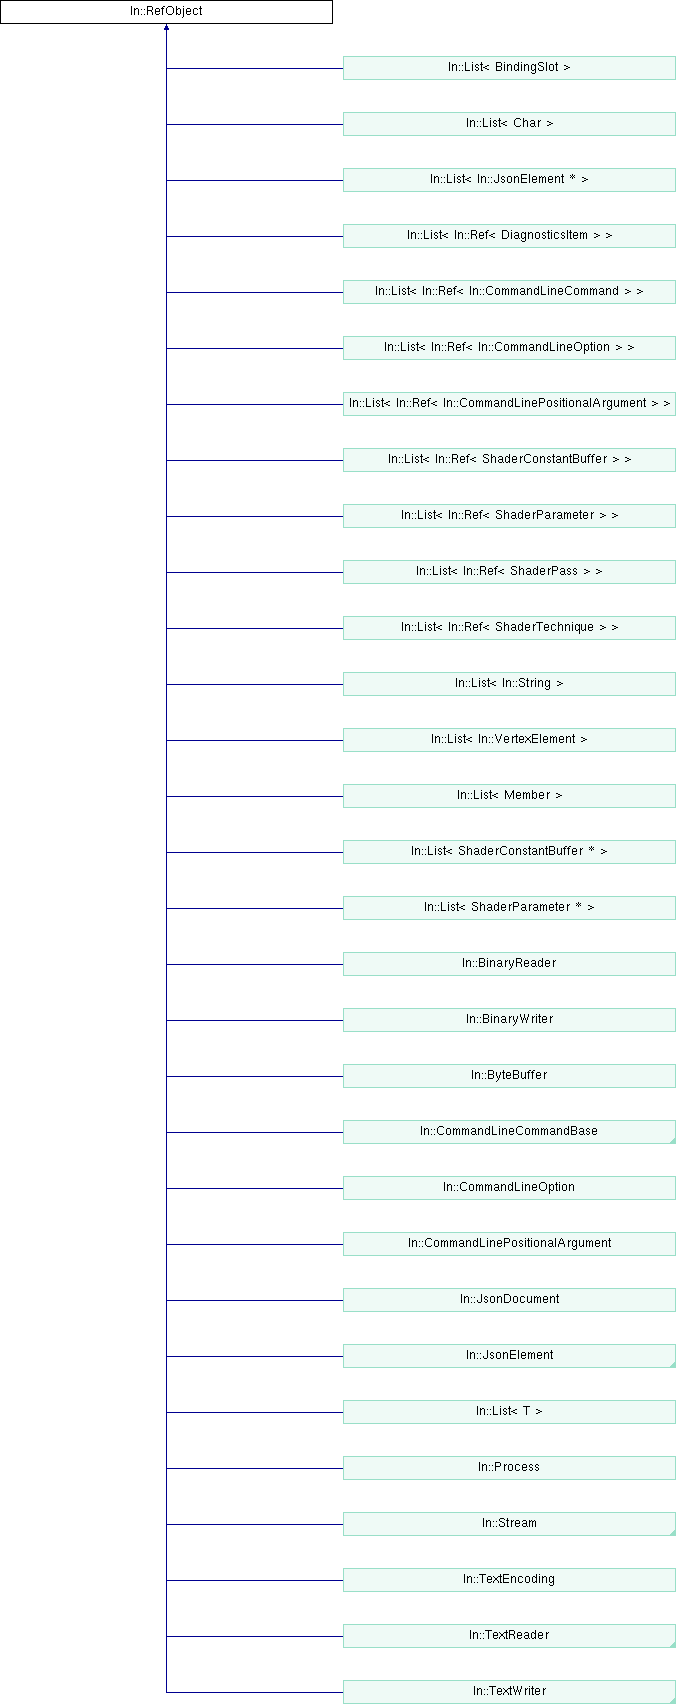 ln::RefObject
ln::List< BindingSlot >
ln::List< Char >
ln::List< ln::JsonElement * >
ln::List< ln::Ref< DiagnosticsItem > >
ln::List< ln::Ref< ln::CommandLineCommand > >
ln::List< ln::Ref< ln::CommandLineOption > >
ln::List< ln::Ref< ln::CommandLinePositionalArgument > >
ln::List< ln::Ref< ShaderConstantBuffer > >
ln::List< ln::Ref< ShaderParameter > >
ln::List< ln::Ref< ShaderPass > >
ln::List< ln::Ref< ShaderTechnique > >
ln::List< ln::String >
ln::List< ln::VertexElement >
ln::List< Member >
ln::List< ShaderConstantBuffer * >
ln::List< ShaderParameter * >
ln::BinaryReader
ln::BinaryWriter
ln::ByteBuffer
ln::CommandLineCommandBase
ln::CommandLineOption
ln::CommandLinePositionalArgument
ln::JsonDocument
ln::JsonElement
ln::List< T >
ln::Process
ln::Stream
ln::TextEncoding
ln::TextReader
ln::TextWriter